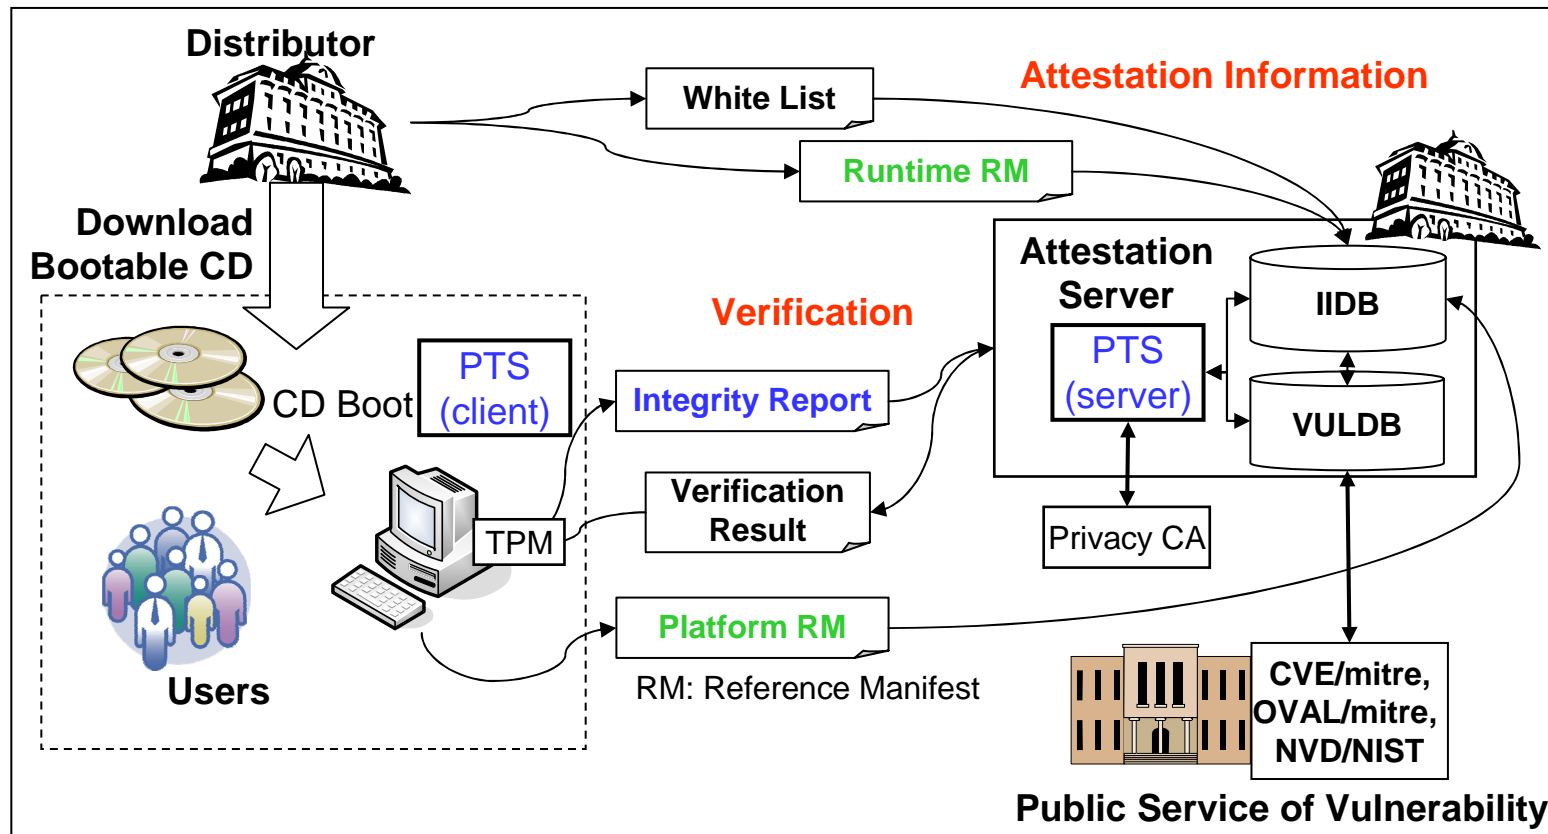 Distributor
White List
Attestation Information
Runtime RM
Download
Bootable CD
Attestation
Server
IIDB
Verification
PTS
(client)
CD Boot
Integrity Report
PTS
(server)
VULDB
Verification
Result
TPM
Privacy CA
Platform RM
Users
RM: Reference Manifest
CVE/mitre,
OVAL/mitre,
NVD/NIST
Public Service of Vulnerability